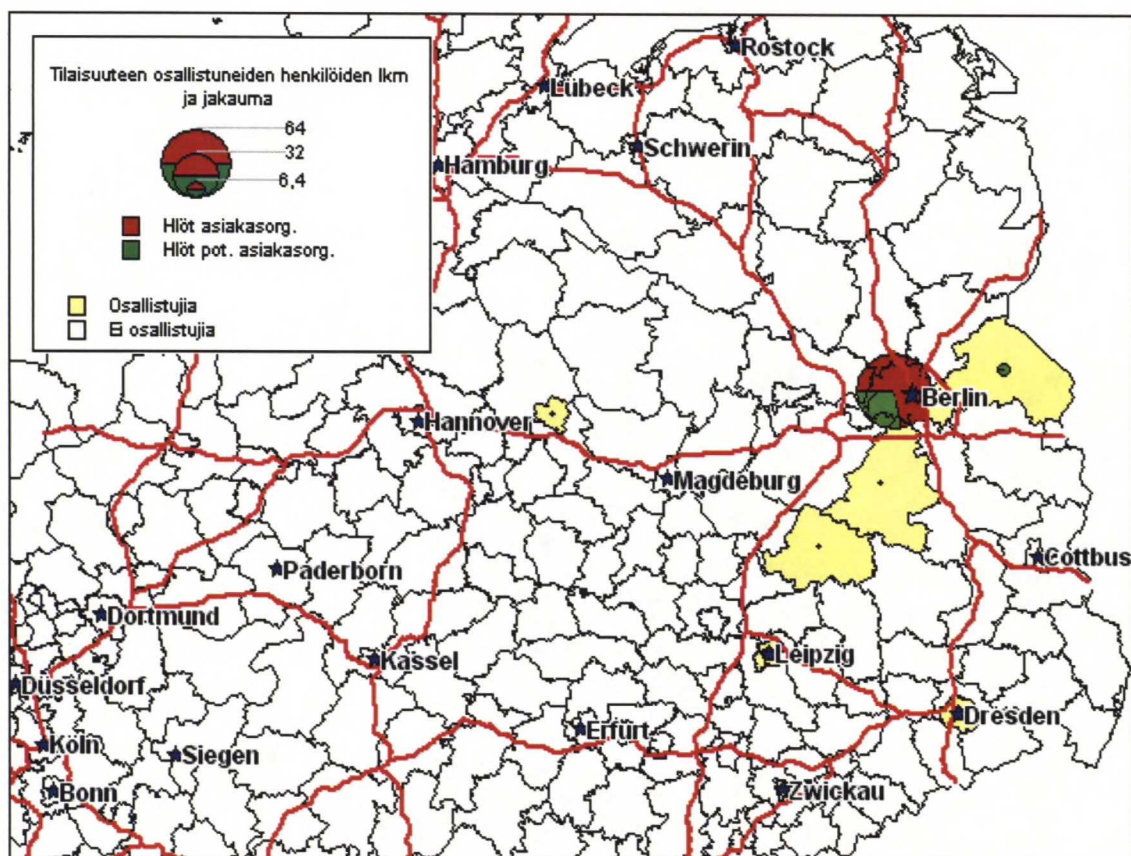 Tilaisuuteen osallistuneiden henkilöiden lkm
ja jakauma
64
32
6,4
Hlöt asiakasorg.
Hlöt pot. asiakasorg.
Osallistujia
Ei osallistujia
Rostock
Lübeck
Schwerin
Hamburg
Berlin
Hannover
Magdeburg
Cottbus
Paderborn
Dortmund
Leipzig
Kassel
Düsseldorf
Dresden
Erfurt
Köln
Siegen
Bonn
Zwickau